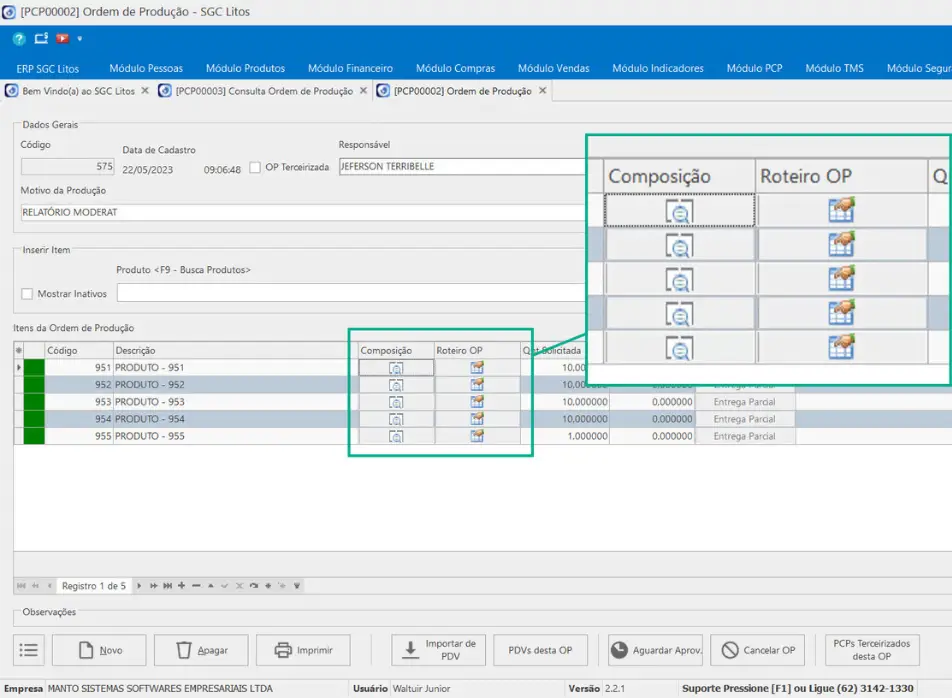 [PCP00002] Ordem de Produção - SGC Litos
ERP SGC Litos Módulo Pessoas Módulo Produtos Módulo Financeiro Módulo Compras Módulo Vendas Módulo Indicadores Módulo PCP Módulo TMS Módulo Segur
Bem Vindo(a) ao SGC Litos [PCP00003] Consulta Ordem de Produção [PCP00002] Ordem de Produção
Dados Gerais
Código Data de Cadastro Responsável
575 22/05/2023 09:06:48 OP Terceirizada JEFERSON TERRIBELLE
Motivo da Produção
RELATÓRIO MODERAT
Composição Roteiro OP Q
Inserir Item
Produto <F9 - Busca Produtos>
Mostrar Inativos
Itens da Ordem de Produção
Código Descrição Composição Roteiro OP Qnt Solicitada
951 PRODUTO - 951 10.00
952 PRODUTO - 952 10,000000 0.000000 Entrega Parcial
953 PRODUTO - 953 10,000000 0.000000 Entrega Parcial
954 PRODUTO - 954 10,000000 0.000000 Entrega Parcial
955 PRODUTO - 955 1.000000 0.000000 Entrega Parcial
Registro 1 de 5
Observações
Novo Apagar Imprimir Importar de PDV PDVs desta OP Aguardar Aprov. Cancelar OP PCPs Terceirizados desta OP
Empresa MANTO SISTEMAS SOFTWARES EMPRESARIAIS LTDA Usuário Waltuir Junior Versão 2.2.1 Suporte Pressione [F1] ou Ligue (62) 3142-1330